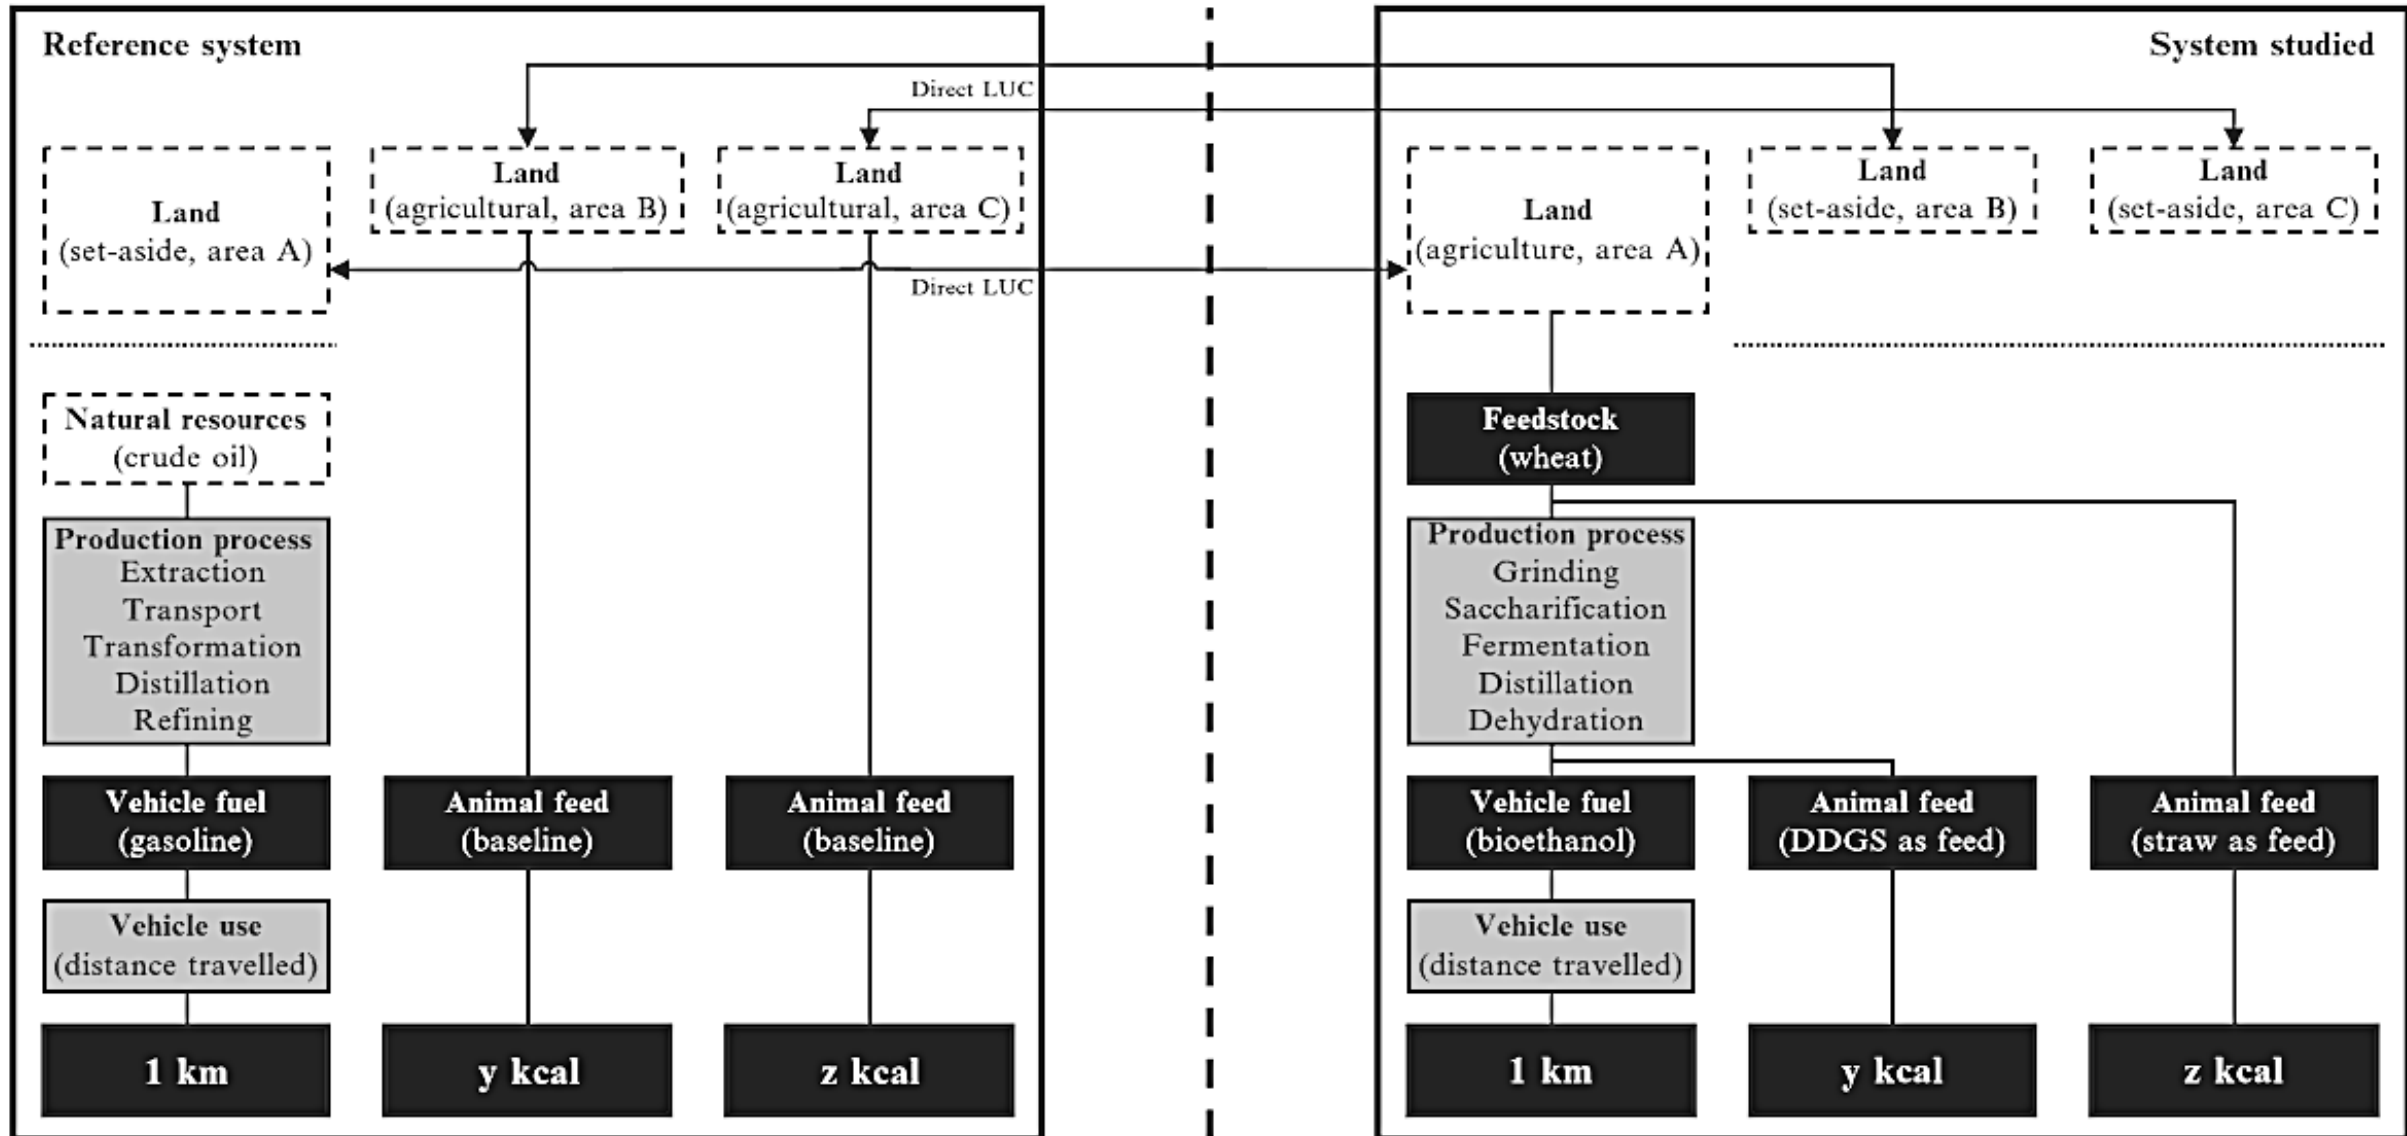 Reference system
Direct LUC
Land
(set-aside, area A)
Land
(agricultural, area B)
Land
(agricultural, area C)
Direct LUC
Natural resources
(crude oil)
Production process
Extraction
Transport
Transformation
Distillation
Refining
Vehicle fuel
(gasoline)
Animal feed
(baseline)
Animal feed
(baseline)
Vehicle use
(distance travelled)
1 km
y kcal
z kcal
System studied
Land
(agriculture, area A)
Land
(set-aside, area B)
Land
(set-aside, area C)
Feedstock
(wheat)
Production process
Grinding
Saccharification
Fermentation
Distillation
Dehydration
Vehicle fuel
(bioethanol)
Animal feed
(DDGS as feed)
Animal feed
(straw as feed)
Vehicle use
(distance travelled)
1 km
y kcal
z kcal